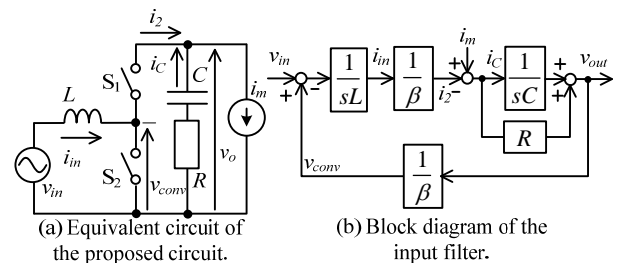 i2
S1
iC
C
im
L
iin
vin
S2
vconv
R
vo
(a) Equivalent circuit of
the proposed circuit.
vin
+
-
1
sL
iin
1
β
i2
im
+
-
iC
1
sC
R
+
+
vout
vconv
1
β
(b) Block diagram of the
input filter.